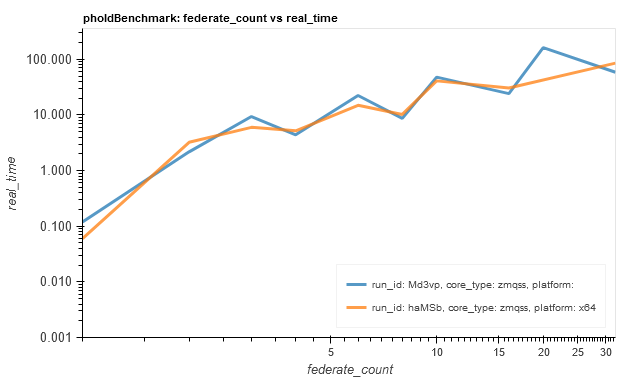 pholdBenchmark: federate_count vs real_time
100.000
10.000
1.000
0.100
0.010
0.001
real_time
5
10
15
20
25
30
federate_count
run_id: Md3vp, core_type: zmqss, platform:
run_id: haMSb, core_type: zmqss, platform: x64